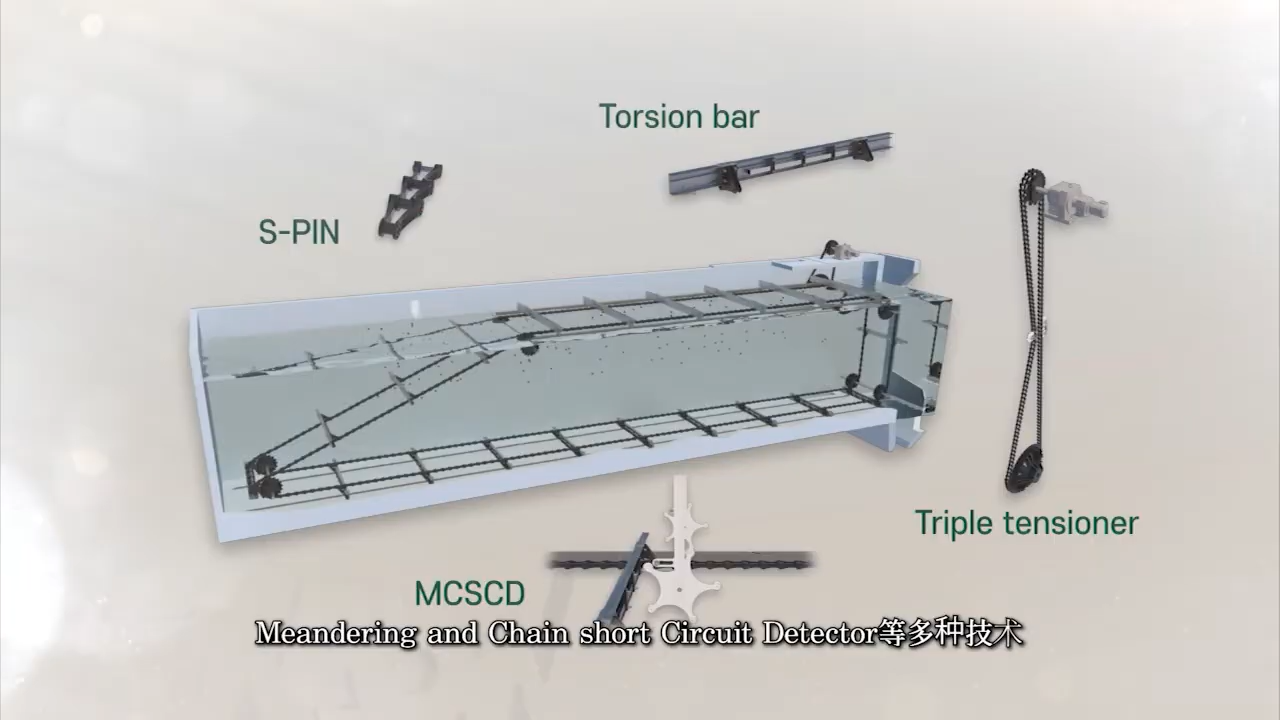 Torsion bar
S-PIN
Triple tensioner
MCSCD
Meandering and Chain short Circuit Detector等多种技术